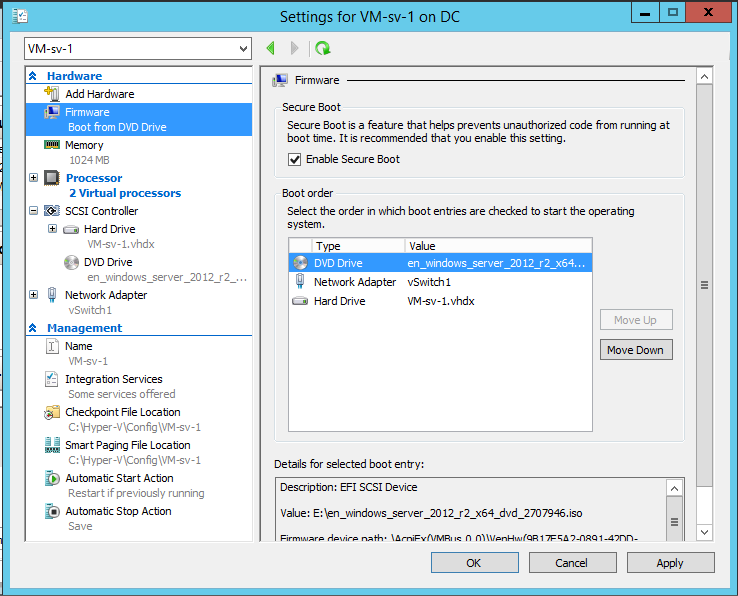 Settings for VM-sv-1 on DC
VM-sv-1
Hardware
Add Hardware
Firmware
Boot from DVD Drive
Memory
1024 MB
Processor
2 Virtual processors
SCSI Controller
Hard Drive
VM-sv-1.vhdx
DVD Drive
en_windows_server_2012_r2_...
Network Adapter
vSwitch1
Management
Name
VM-sv-1
Integration Services
Some services offered
Checkpoint File Location
C:\Hyper-V\Config\VM-sv-1
Smart Paging File Location
C:\Hyper-V\Config\VM-sv-1
Automatic Start Action
Restart if previously running
Automatic Stop Action
Save
Firmware
Secure Boot
Secure Boot is a feature that helps prevents unauthorized code from running at
boot time. It is recommended that you enable this setting.
Enable Secure Boot
Boot order
Select the order in which boot entries are checked to start the operating
system.
Type Value
DVD Drive en_windows_server_2012_r2_x64...
Network Adapter vSwitch1
Hard Drive VM-sv-1.vhdx
Move Up
Move Down
Details for selected boot entry:
Description: EFI SCSI Device
Value: E:\en_windows_server_2012_r2_x64_dvd_2707946.iso
Firmware device path: \AcpiEx(VMBus,0,0)\VenHw(9B17E5A2-0891-42DD-
OK Cancel Apply